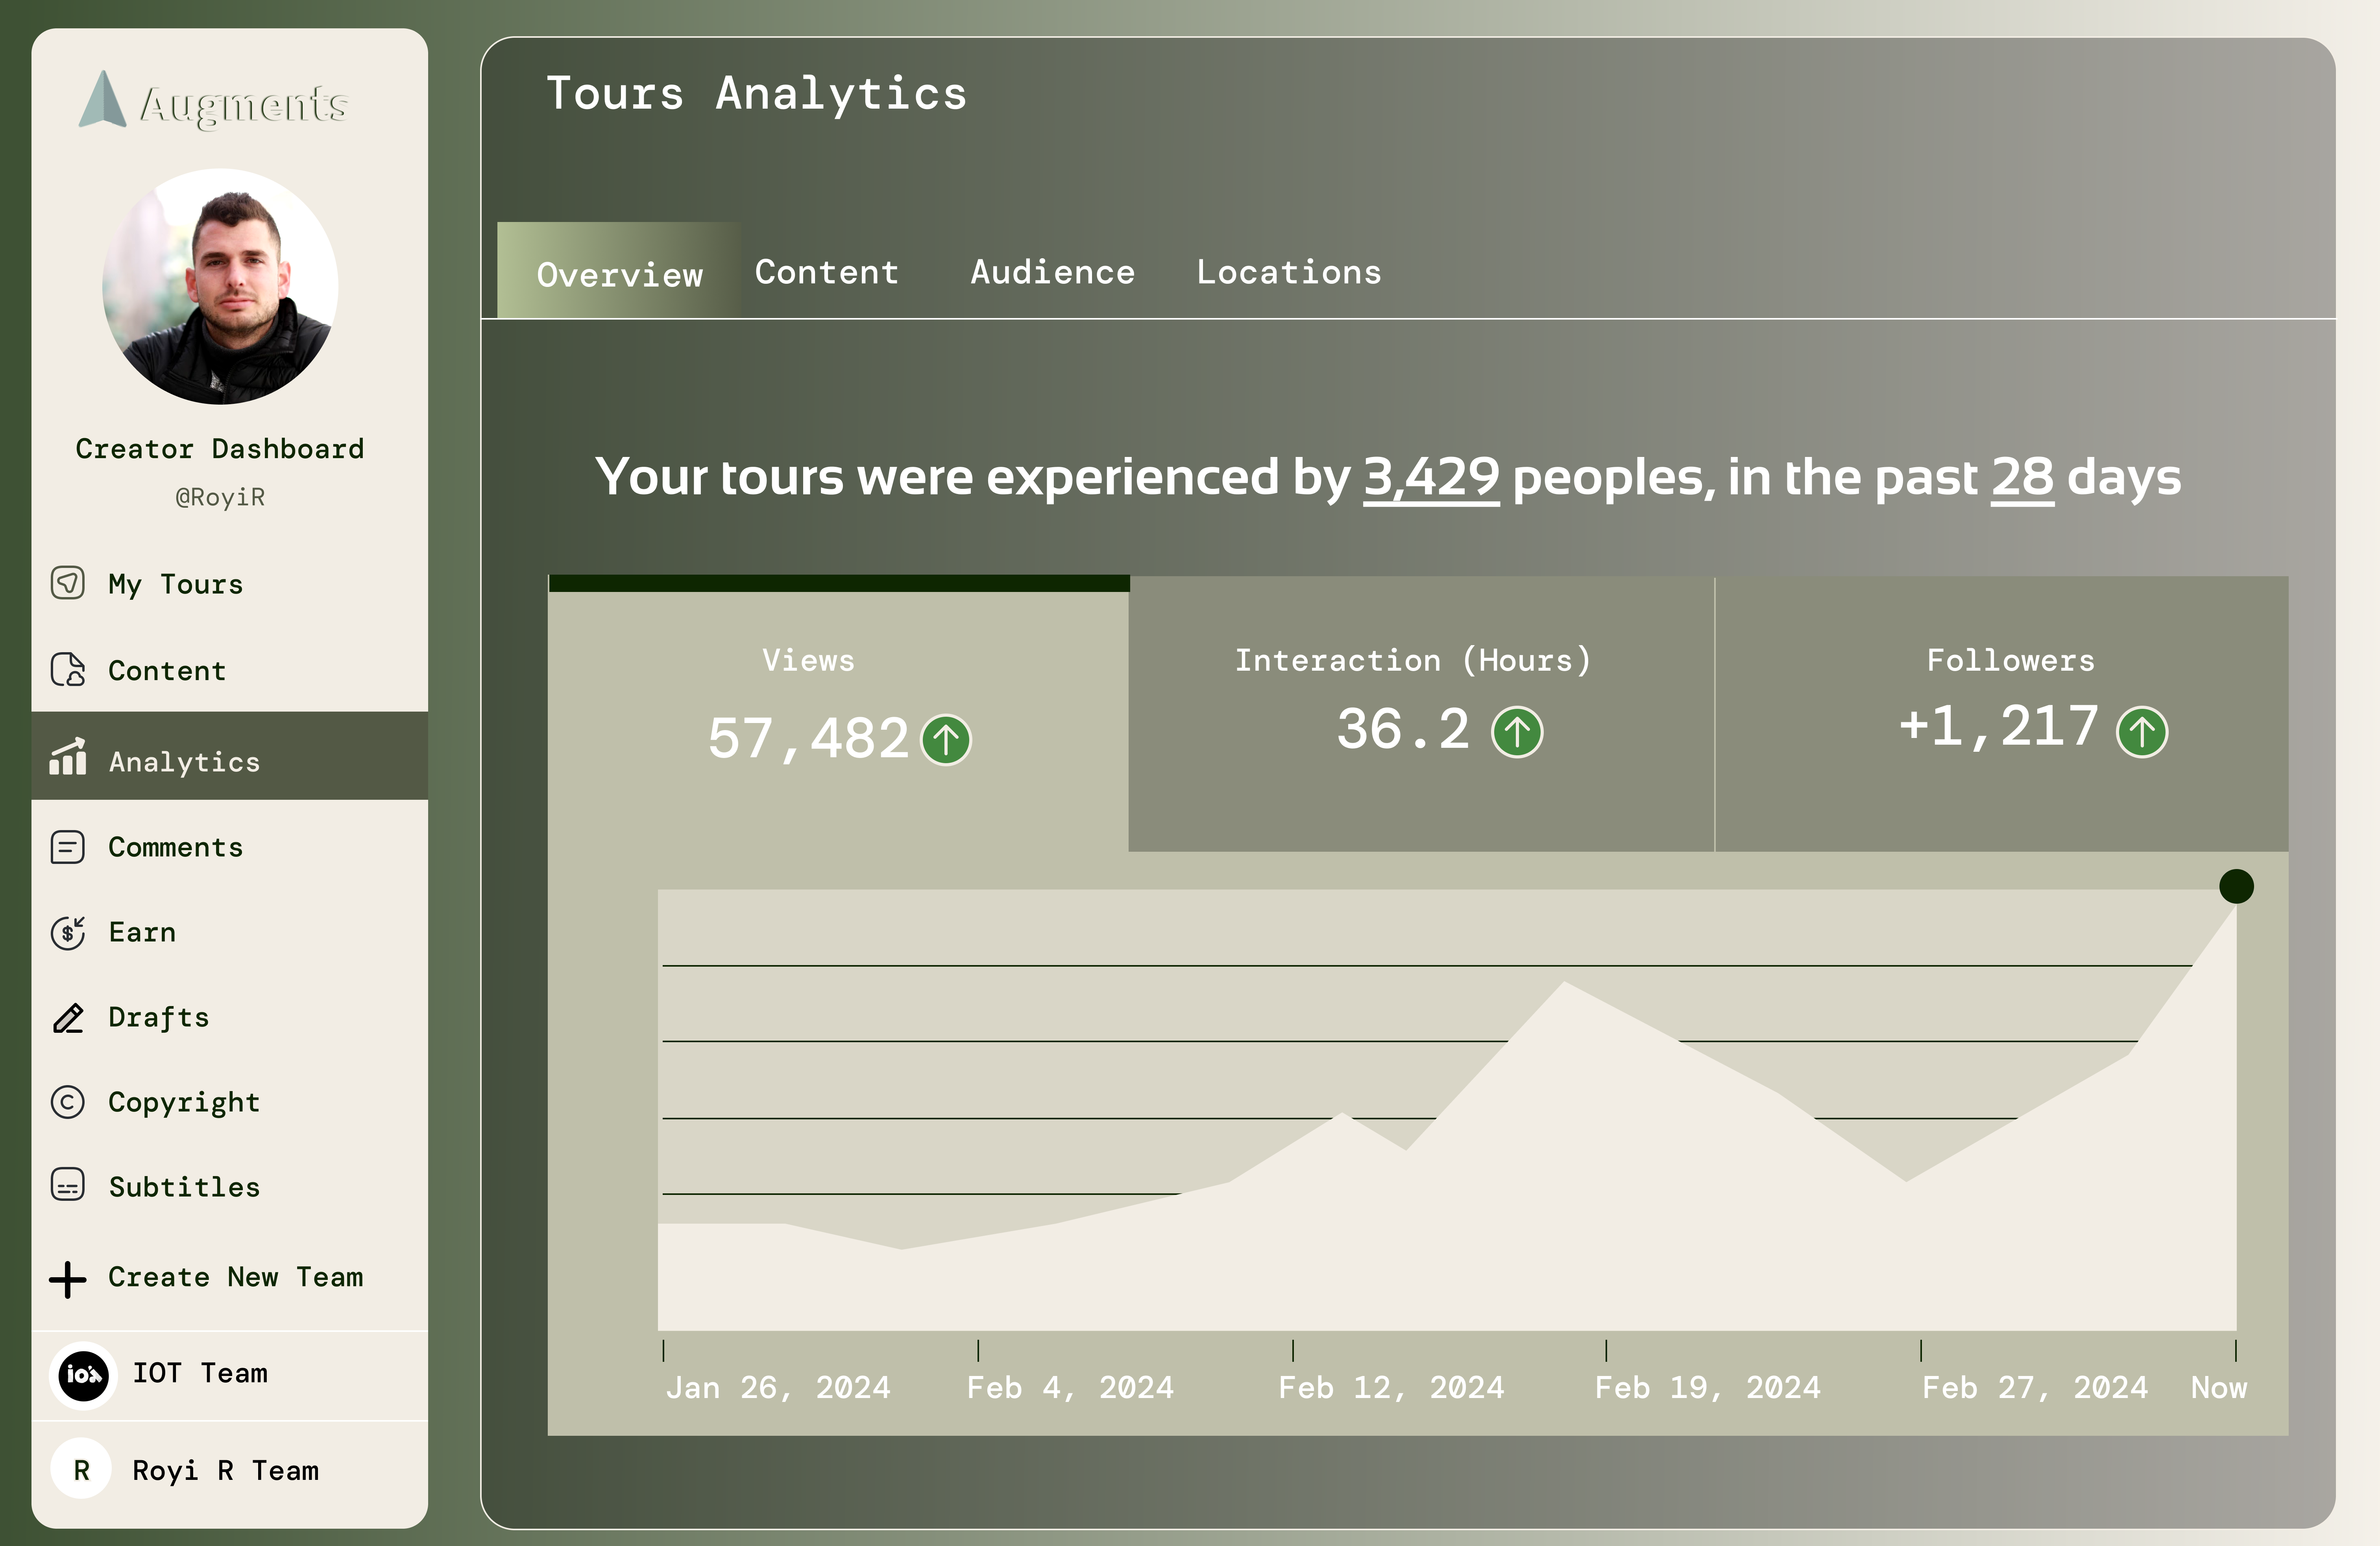 Augments
Creator Dashboard
@RoyiR
My Tours
Content
Analytics
Comments
$ Earn
Drafts
C Copyright
Subtitles
Create New Team
IOT Team
R Royi R Team
Tours Analytics
Overview Content Audience Locations
Your tours were experienced by 3,429 peoples, in the past 28 days
Views Interaction (Hours) Followers
57,482 36.2 +1,217
Jan 26, 2024 Feb 4, 2024 Feb 12, 2024 Feb 19, 2024 Feb 27, 2024 Now